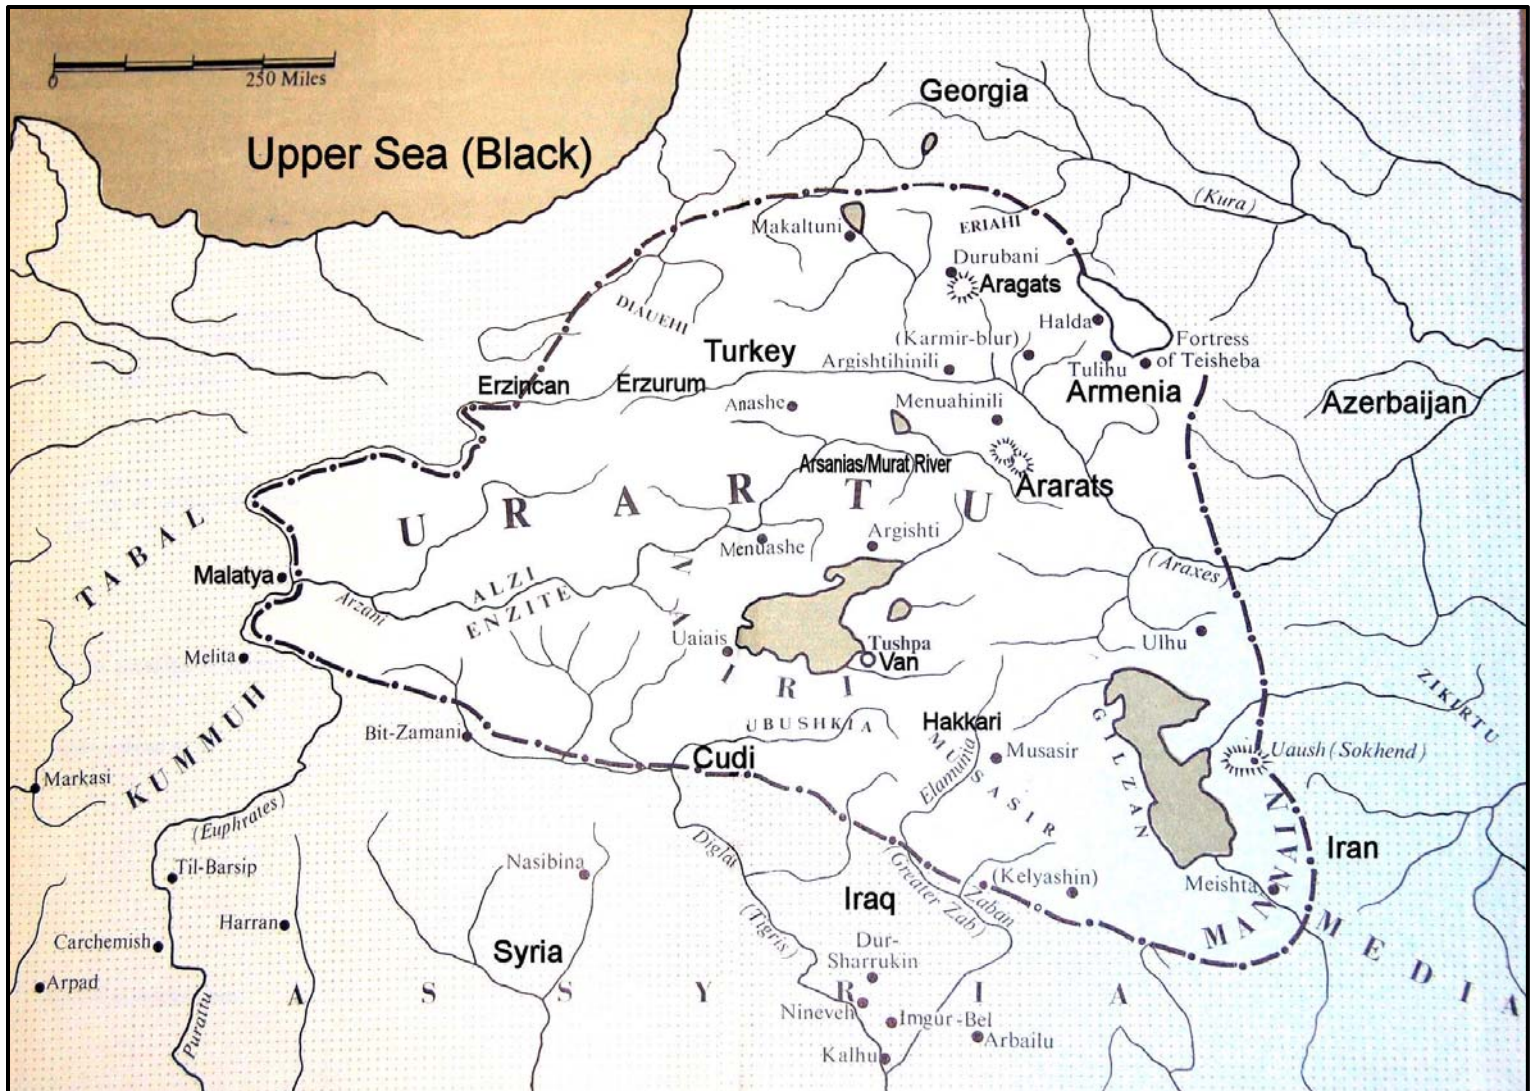 0
250 Miles
Upper Sea (Black)
Georgia
(Kura)
Makaltuni
ERIAHI
Durubani
Aragats
DIAUEHI
Halda
(Karmir-blur)
Fortress
of Teisheba
Turkey
Argishtihinili
Tulihu
Erzincan
Erzurum
Armenia
Anashe
Menuahinili
Azerbaijan
Arsanias/Murat River
Ararats
URARTU
TABAL
Argishti
Menuashe
Malatya
(Araxes)
ALZI
Arzani
ENZITE
NAIRI
Uaiais
Tushpa
Van
Ulhu
Melita
ZIKIRTU
KUMMUH
UBUSHKIA
Hakkari
GILZAN
Bit-Zamani
MUSASIR
Musasir
Uaush (Sokhend)
Cudi
Markasi
Elamunia
(Euphrates)
MANNAI
Iran
Diglat
Til-Barsip
Nasibina
(Greater Zab)
Zaban
(Kelyashin)
Meishta
Iraq
Harran
(Tigris)
Carchemish
Syria
Dur-
Sharrukin
MEDIA
Arpad
ASSYRIA
Nineveh
Imgur-Bel
Purattu
Arbailu
Kalhu